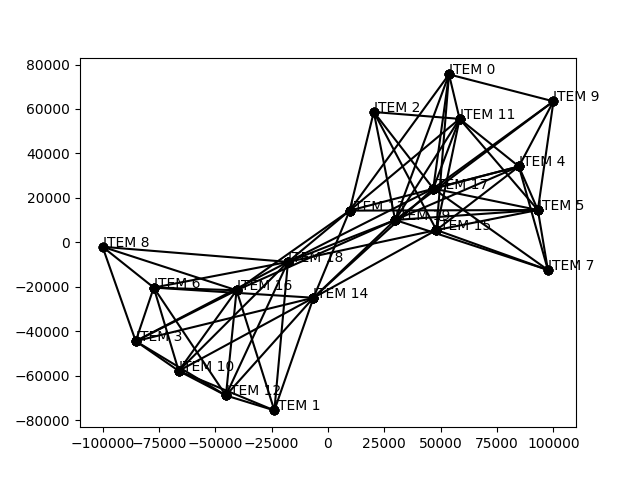 80000
60000
40000
20000
0
−20000
−40000
−60000
−80000
ITEM 0
ITEM 9
ITEM 2
ITEM 11
ITEM 4
ITEM 17
ITEM 5
ITEM 19
ITEM 15
ITEM 8
ITEM 18
ITEM 7
ITEM 6
ITEM 16
ITEM 14
ITEM 3
ITEM 10
ITEM 12
ITEM 1
−100000
−75000
−50000
−25000
0
25000
50000
75000
100000